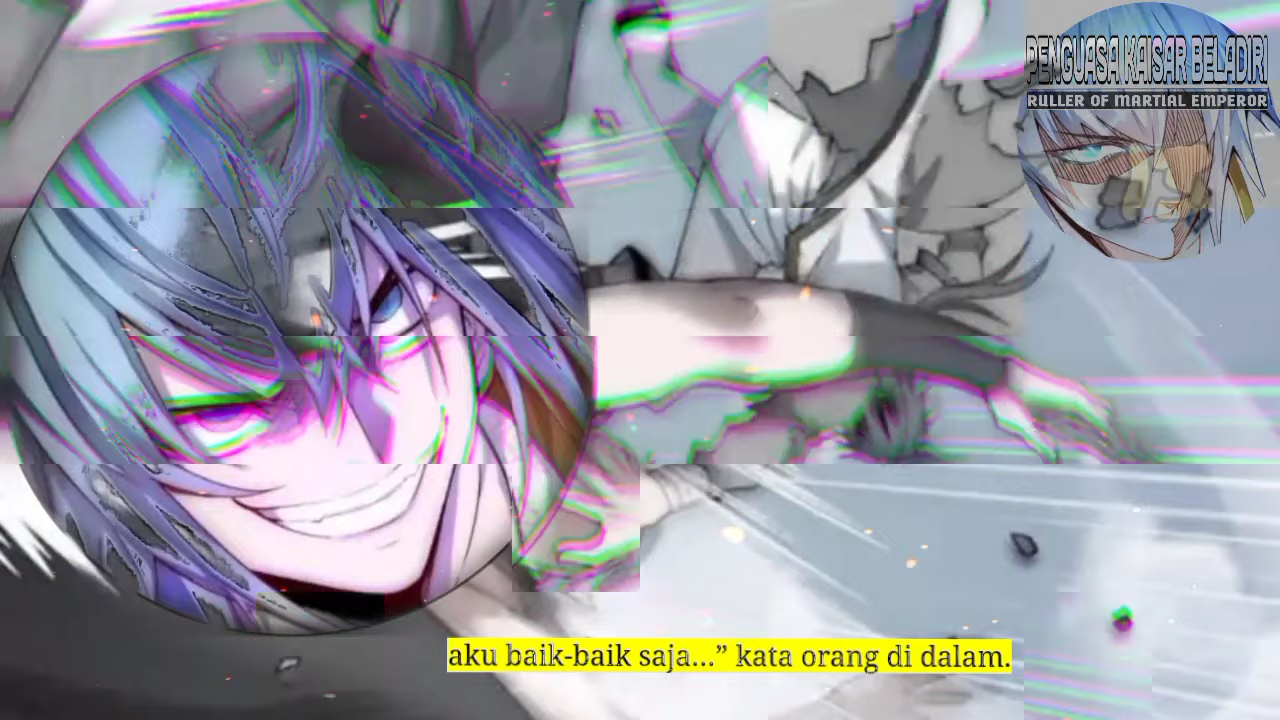 PENGUASA KAISAR BELADIRI
RULLER OF MARTIAL EMPEROR
aku baik-baik saja...” kata orang di dalam.